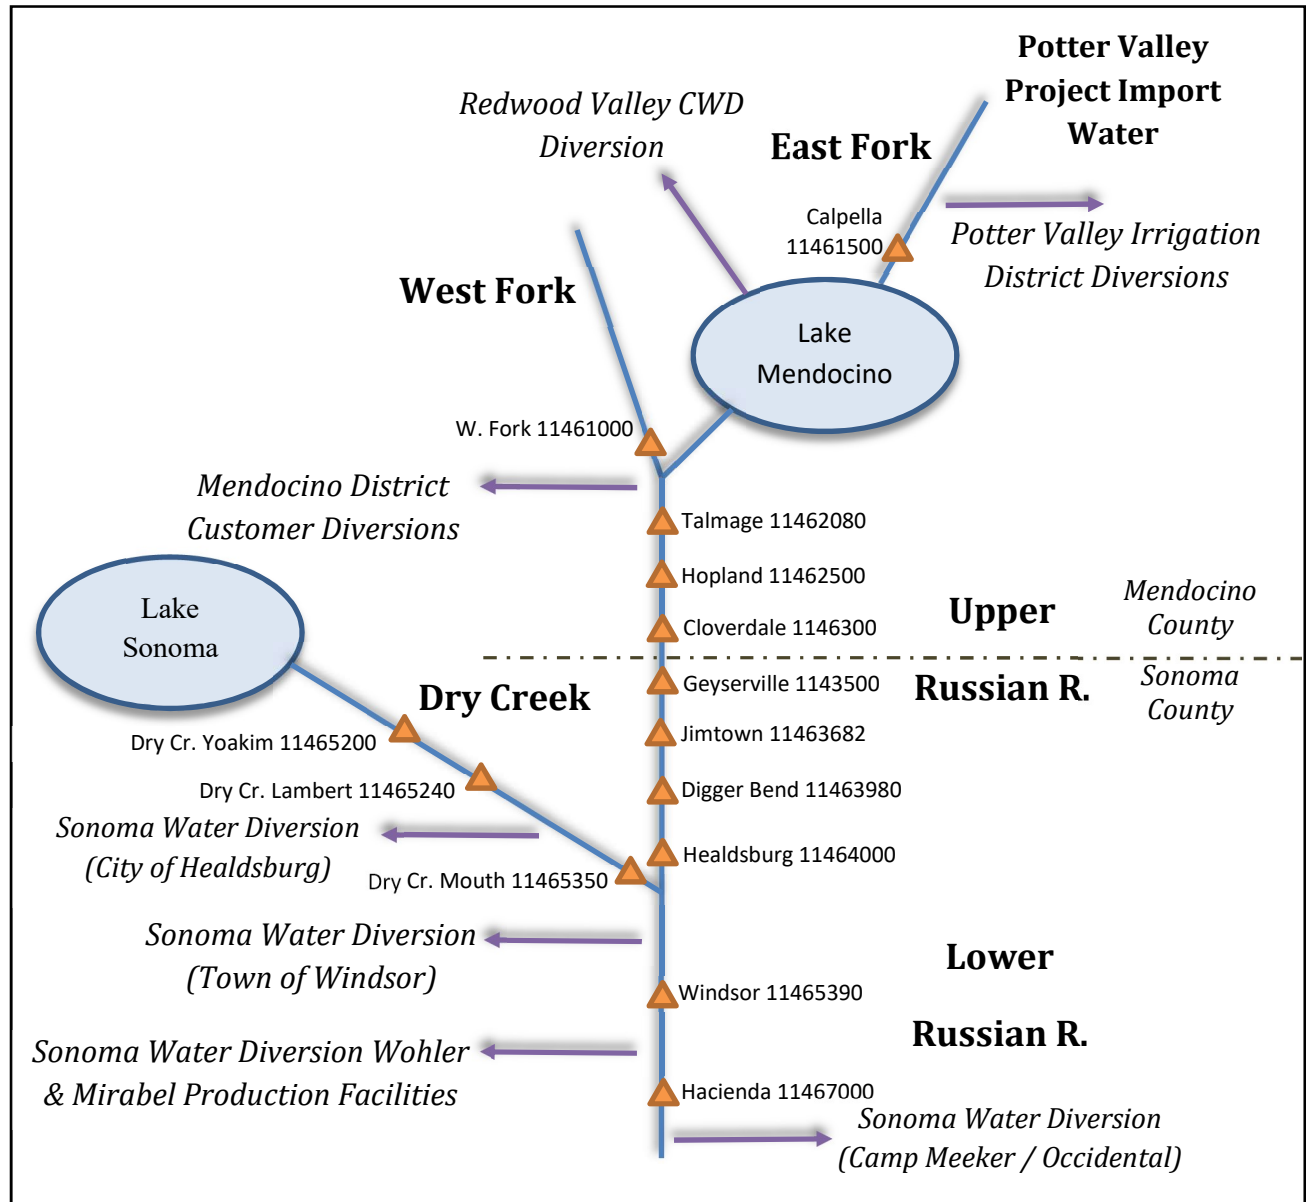 Potter Valley
Project Import
Water
Redwood Valley CWD
Diversion
East Fork
Calpella
11461500
Potter Valley Irrigation
District Diversions
West Fork
Lake
Mendocino
W. Fork 11461000
Mendocino District
Customer Diversions
Talmage 11462080
Hopland 11462500
Cloverdale 1146300
Upper
Mendocino
County
Lake
Sonoma
Geyserville 1143500
Russian R.
Sonoma
County
Dry Creek
Jimtown 11463682
Dry Cr. Yoakim 11465200
Dry Cr. Lambert 11465240
Digger Bend 11463980
Sonoma Water Diversion
(City of Healdsburg)
Healdsburg 11464000
Dry Cr. Mouth 11465350
Sonoma Water Diversion
(Town of Windsor)
Lower
Windsor 11465390
Russian R.
Sonoma Water Diversion Wohler
& Mirabel Production Facilities
Hacienda 11467000
Sonoma Water Diversion
(Camp Meeker / Occidental)